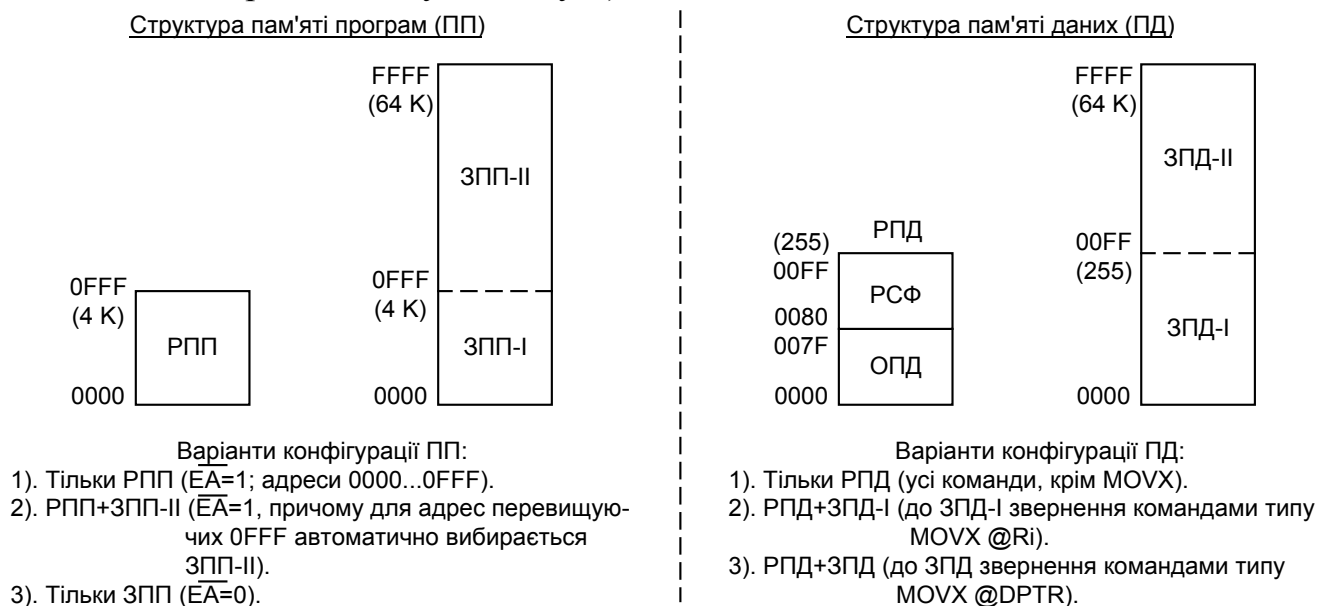 Структура пам'яті програм (ПП)
FFFF
(64 K)
ЗПП-II
0FFF
(4 K)
РПП
0000
0FFF
(4 K)
ЗПП-I
0000
Варіанти конфігурації ПП:
1). Тільки РПП (EA=1; адреси 0000...0FFF).
2). РПП+ЗПП-II (EA=1, причому для адрес перевищую-
чих 0FFF автоматично вибирається
ЗПП-II).
3). Тільки ЗПП (EA=0).
Структура пам'яті даних (ПД)
FFFF
(64 K)
ЗПД-II
(255)
РПД
00FF
РСФ
0080
007F
ОПД
0000
00FF
(255)
ЗПД-I
0000
Варіанти конфігурації ПД:
1). Тільки РПД (усі команди, крім MOVX).
2). РПД+ЗПД-I (до ЗПД-I звернення командами типу
MOVX @Ri).
3). РПД+ЗПД (до ЗПД звернення командами типу
MOVX @DPTR).